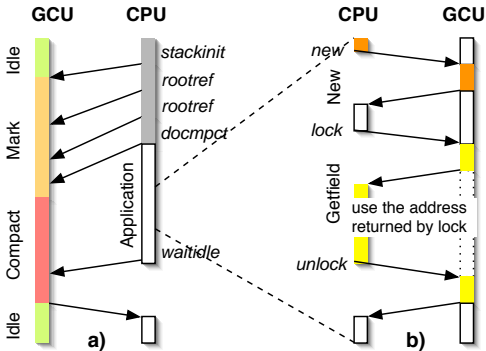 GCU CPU
Idle
Mark
Compact
Idle
stackinit
rootref
rootref
docmpct
Application
waitidle
a)
CPU GCU
new
New
lock
Getfield
use the address
returned by lock
unlock
b)